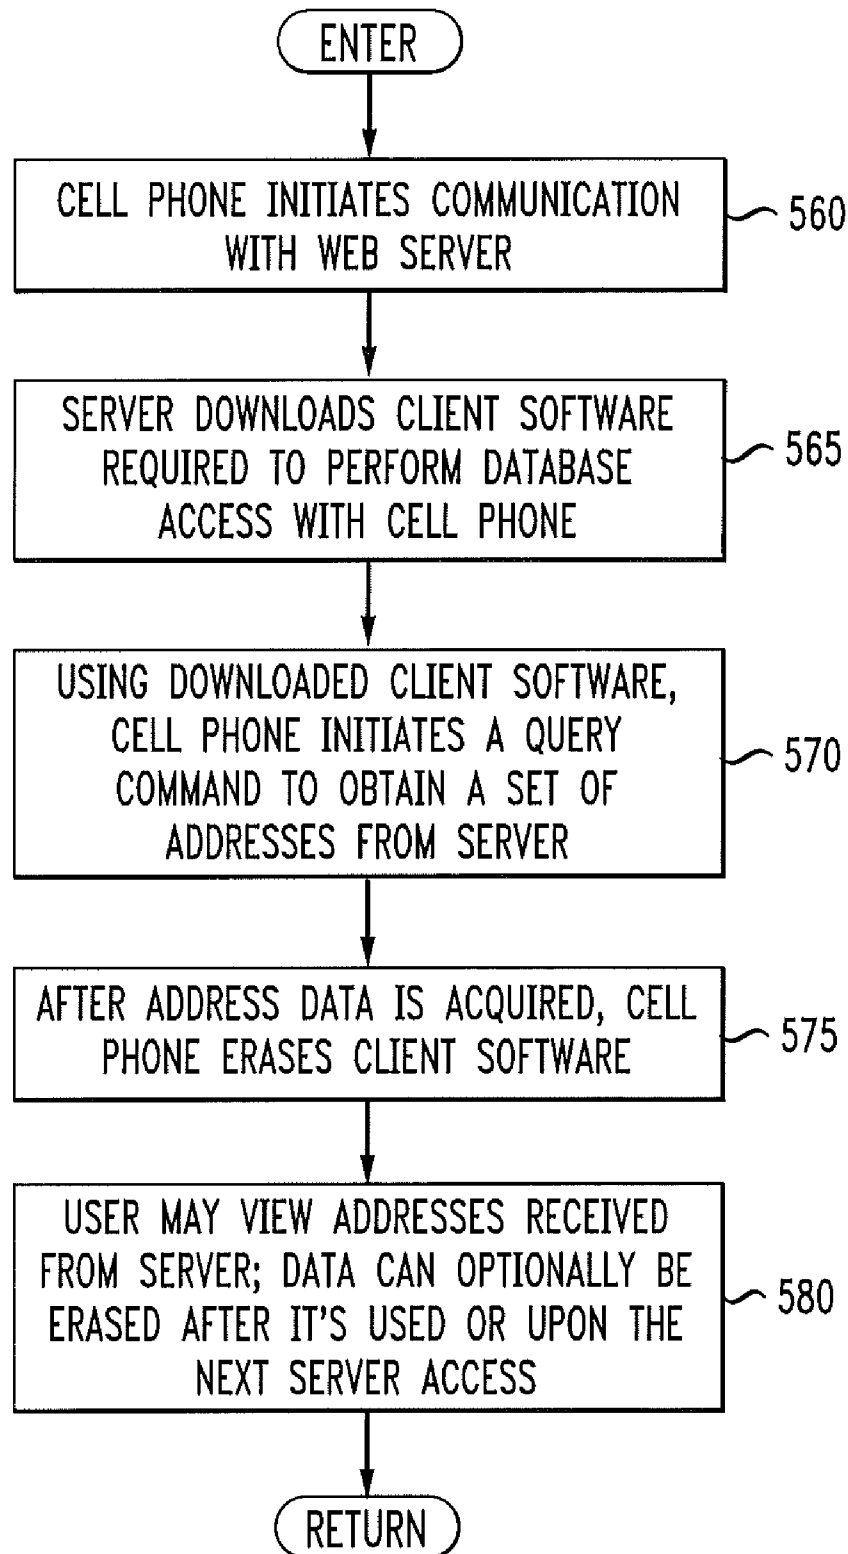 ENTER
CELL PHONE INITIATES COMMUNICATION
WITH WEB SERVER
560
SERVER DOWNLOADS CLIENT SOFTWARE
REQUIRED TO PERFORM DATABASE
ACCESS WITH CELL PHONE
565
USING DOWNLOADED CLIENT SOFTWARE,
CELL PHONE INITIATES A QUERY
COMMAND TO OBTAIN A SET OF
ADDRESSES FROM SERVER
570
AFTER ADDRESS DATA IS ACQUIRED, CELL
PHONE ERASES CLIENT SOFTWARE
575
USER MAY VIEW ADDRESSES RECEIVED
FROM SERVER; DATA CAN OPTIONALLY BE
ERASED AFTER IT'S USED OR UPON THE
NEXT SERVER ACCESS
580
RETURN